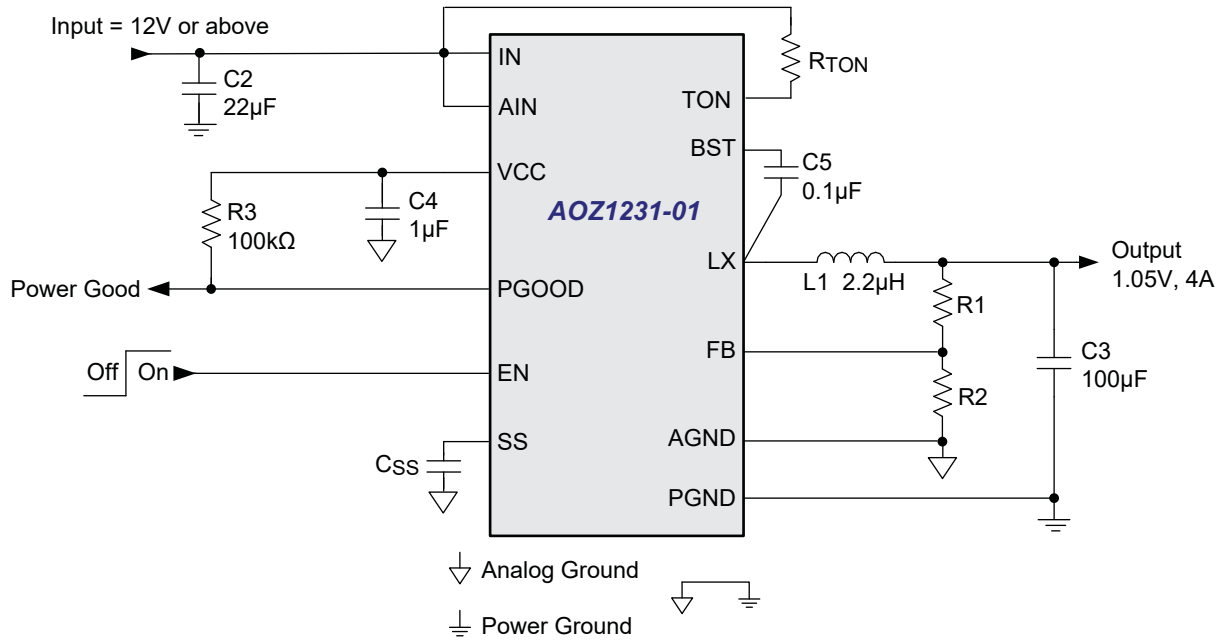 Input = 12V or above
C2
22µF
IN
AIN
RTON
TON
BST
C5
0.1µF
VCC
R3
100kΩ
C4
1µF
AOZ1231-01
LX
L1 2.2µH
Output
1.05V, 4A
Power Good
PGOOD
R1
FB
C3
100µF
Off On
EN
R2
SS
CSS
AGND
PGND
Analog Ground
Power Ground